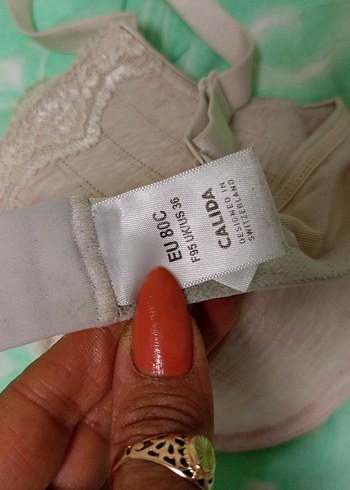 EU 80C
F95 UK/US 36
CALIDA
DESIGNED IN
SWITZERLAND